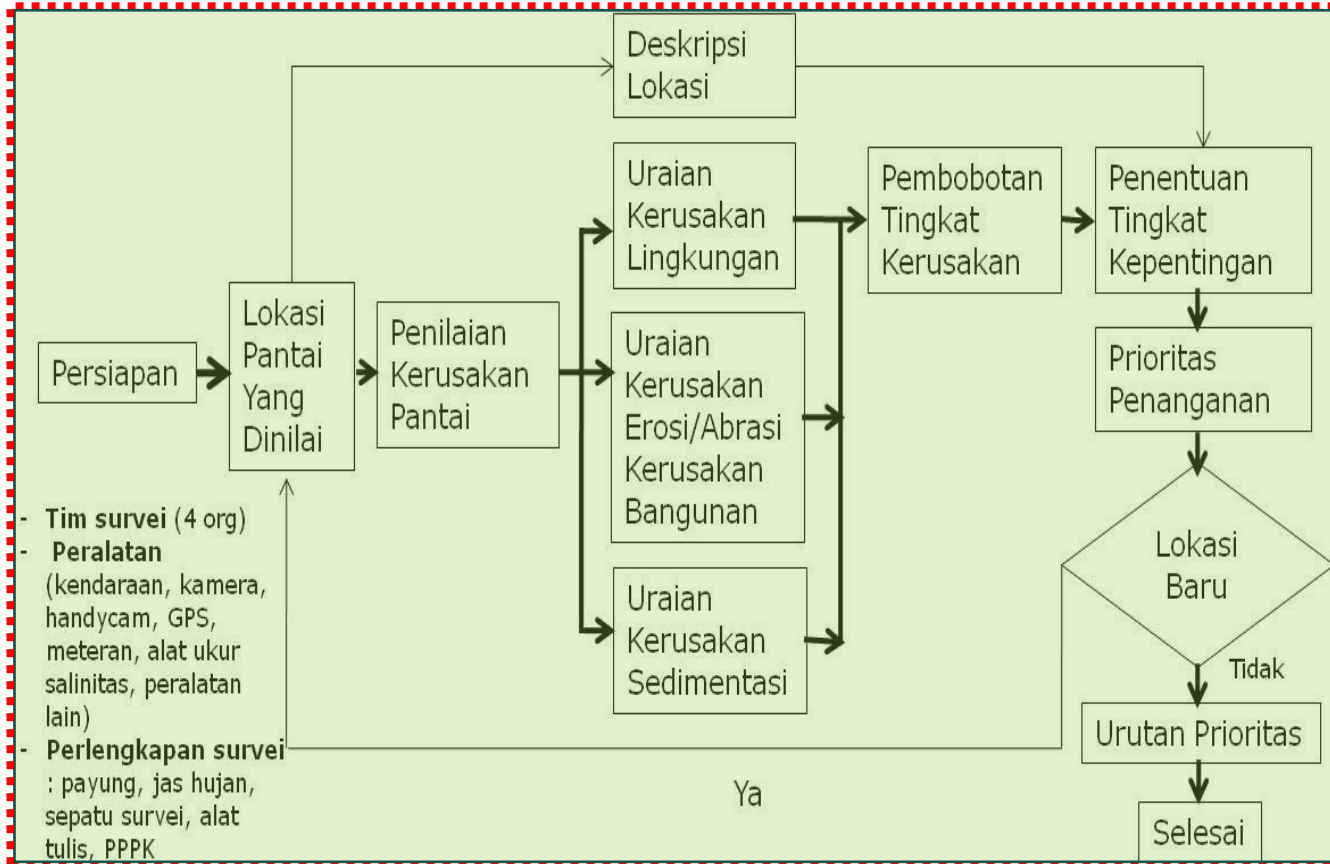 Deskripsi
Lokasi
Persiapan
Lokasi
Pantai
Yang
Dinilai
Penilaian
Kerusakan
Pantai
Uraian
Kerusakan
Lingkungan
Uraian
Kerusakan
Erosi/Abrasi
Kerusakan
Bangunan
Uraian
Kerusakan
Sedimentasi
Pembobotan
Tingkat
Kerusakan
Penentuan
Tingkat
Kepentingan
Prioritas
Penanganan
Lokasi
Baru
Tidak
Ya
Urutan Prioritas
Selesai
- Tim survei (4 org)
- Peralatan
(kendaraan, kamera,
handycam, GPS,
meteran, alat ukur
salinitas, peralatan
lain)
- Perlengkapan survei
: payung, jas hujan,
sepatu survei, alat
tulis, PPPK